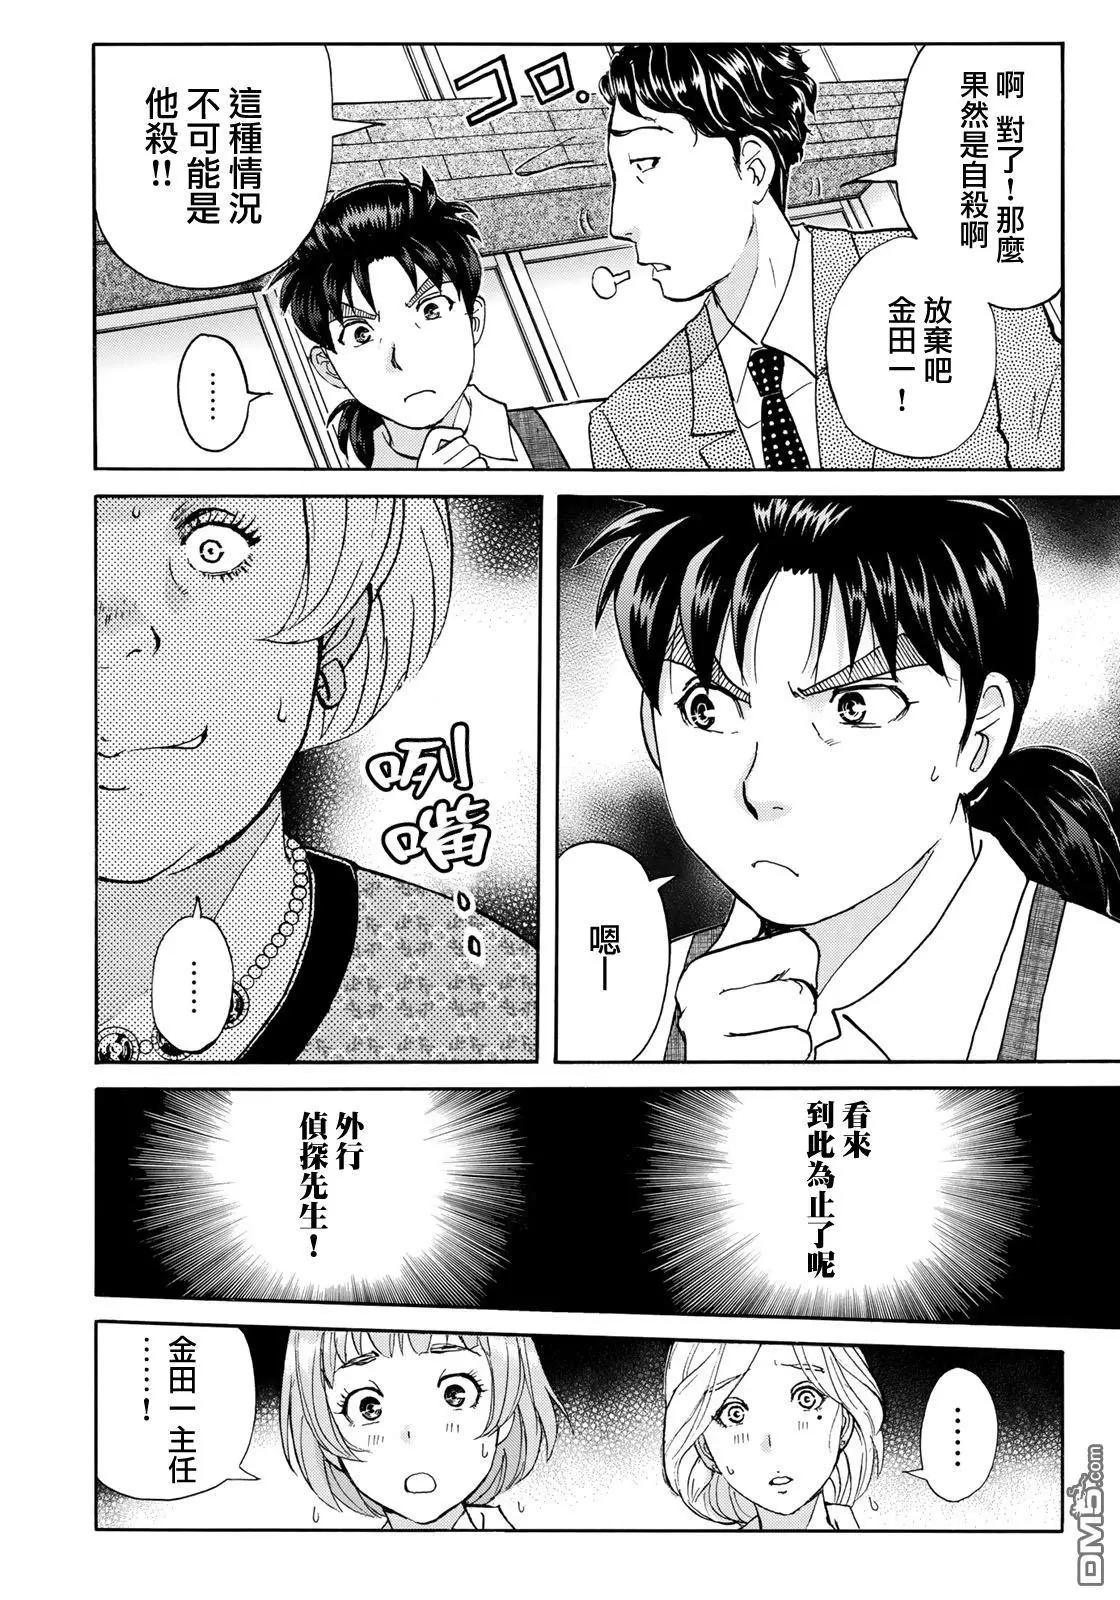 啊 對了！那麼
果然是自殺啊
放棄吧
金田一！
コロ。
這種情況
不可能是
他殺!!
……
嗯—
咧
嘴…
……
看來
到此為止了呢
外行
偵探先生！
……
金田一主任
……！
DM5.com